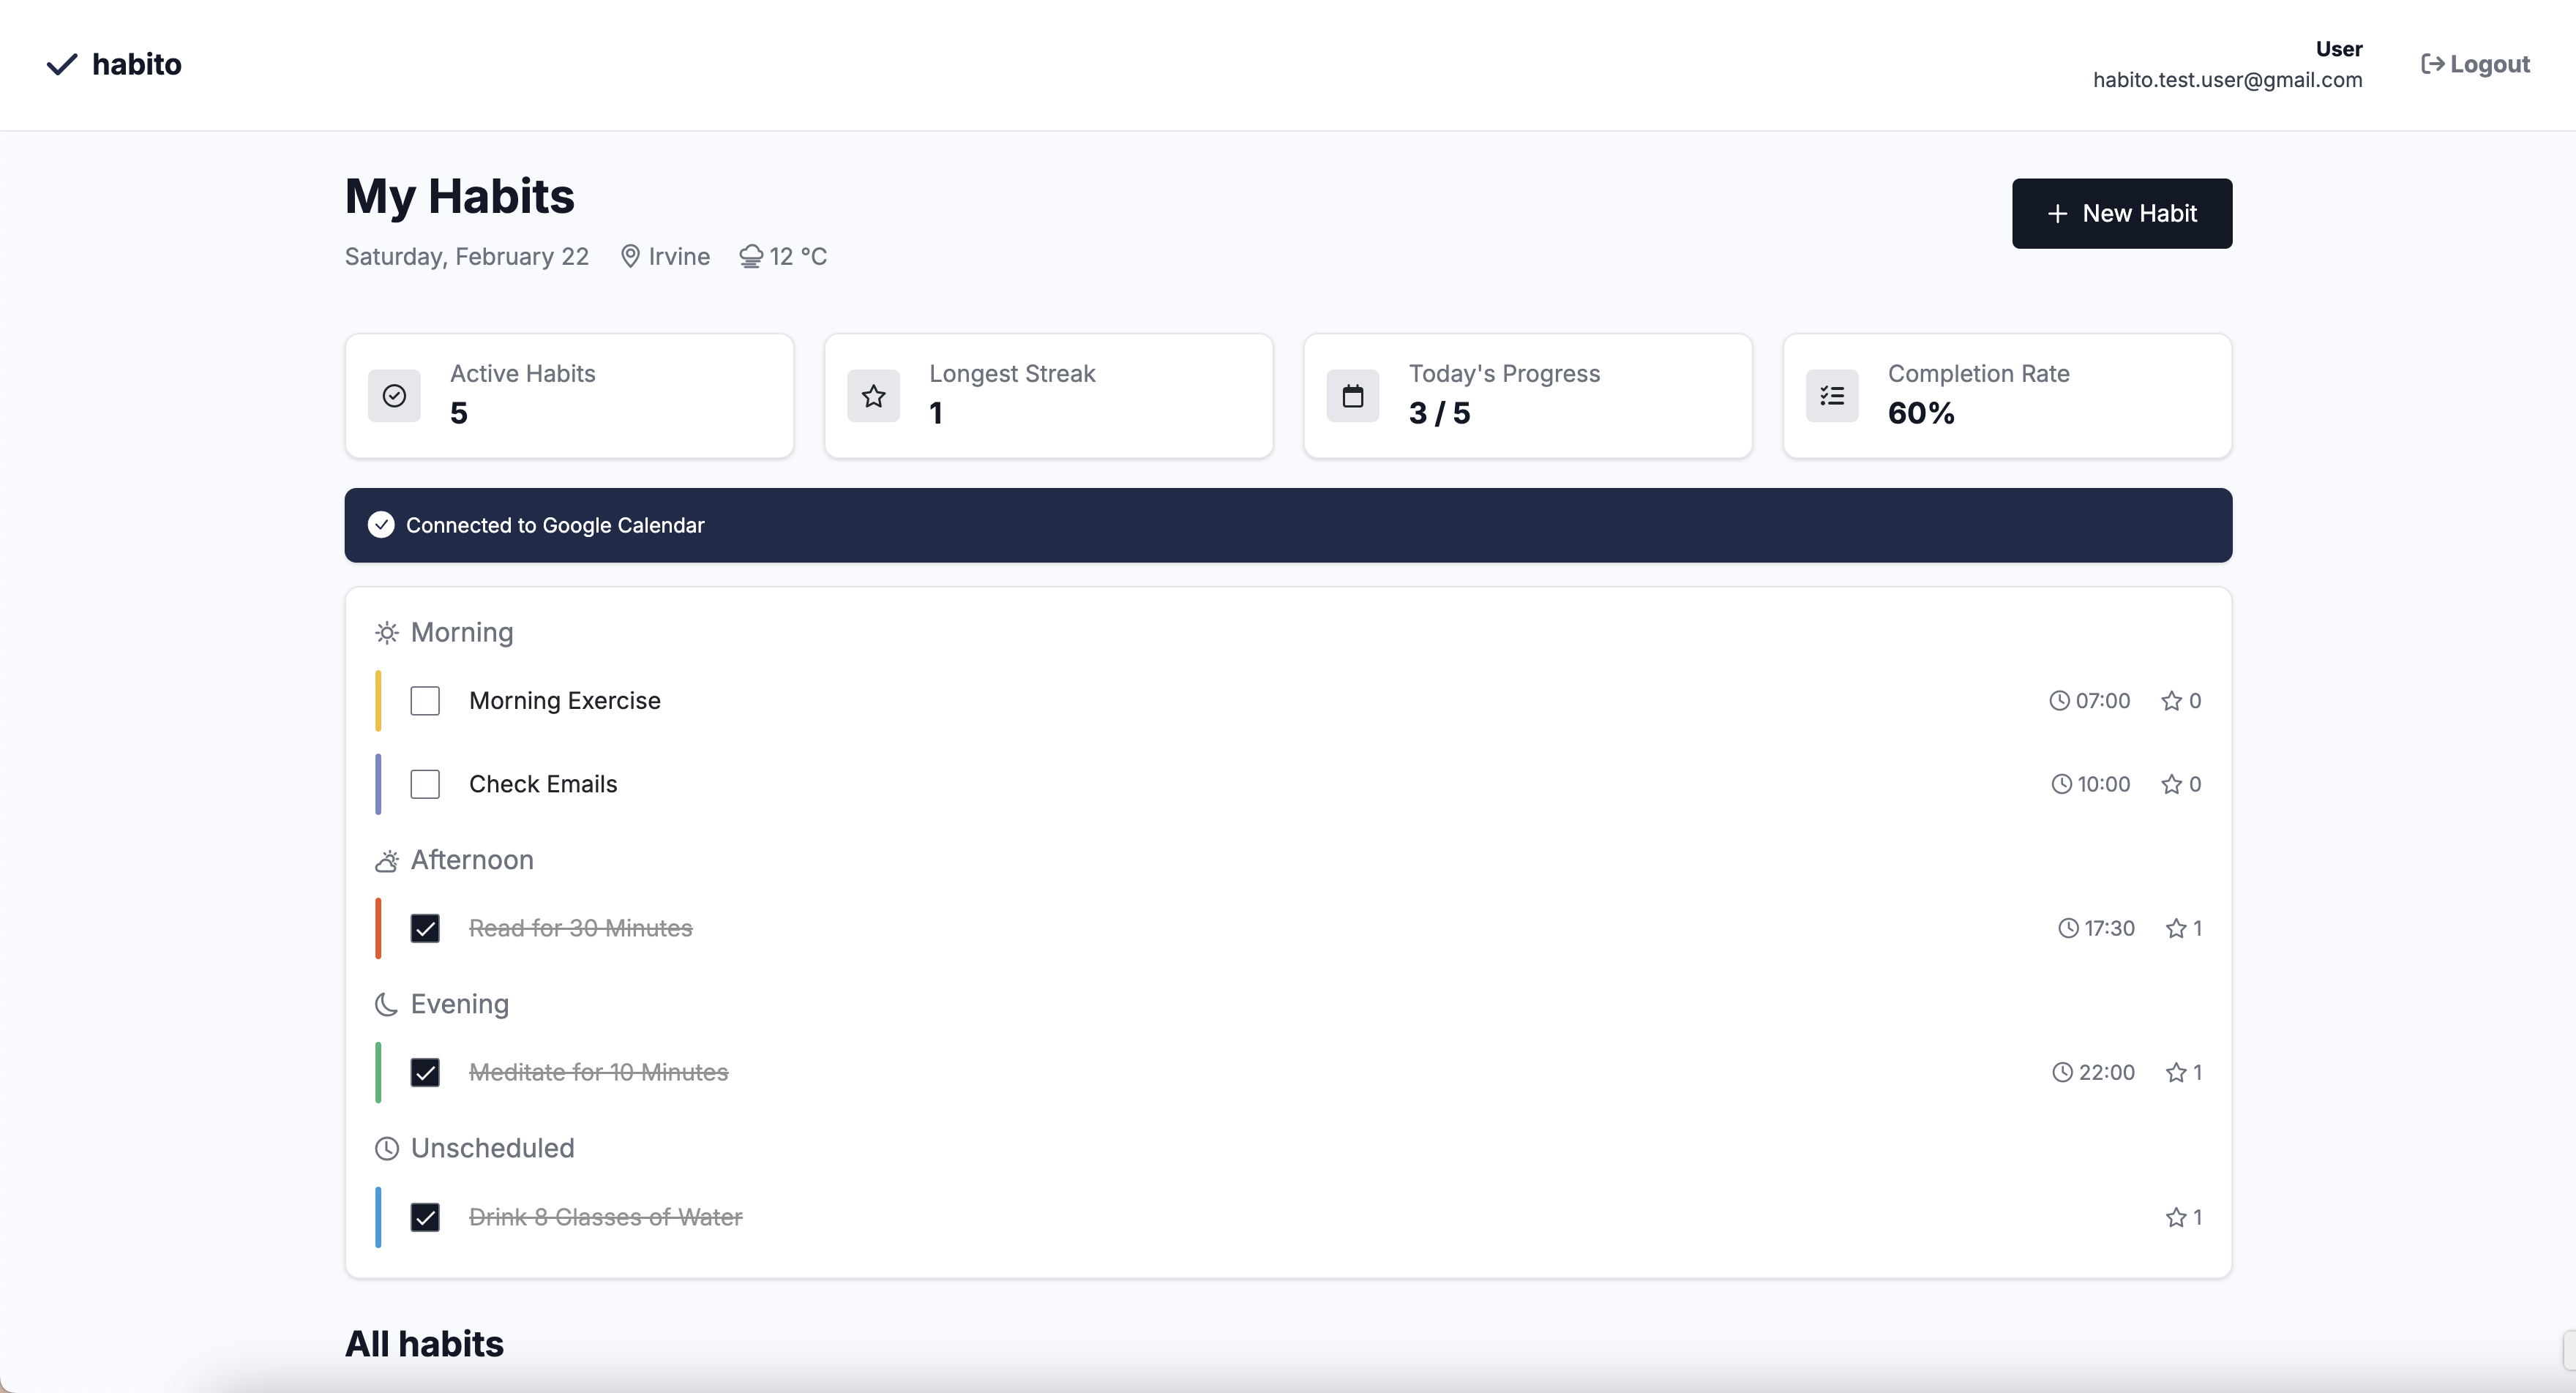 habito
User
habito.test.user@gmail.com
Logout
My Habits
Saturday, February 22 Irvine 12 °C
New Habit
Active Habits
5
Longest Streak
1
Today's Progress
3 / 5
Completion Rate
60%
Connected to Google Calendar
Morning
Morning Exercise 07:00 0
Check Emails 10:00 0
Afternoon
Read for 30 Minutes 17:30 1
Evening
Meditate for 10 Minutes 22:00 1
Unscheduled
Drink 8 Glasses of Water 1
All habits